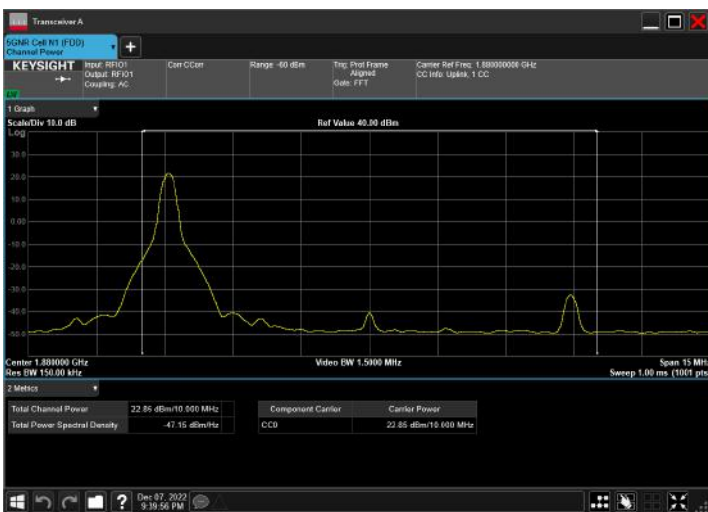 Transceiver A
5GNR Cell N1 (FDD)
Channel Power
KEYSIGHT
Input: RFIO1
Output: RFIO1
Coupling: AC
Corr CCorr
Range: -60 dBm
Trig: Prot Frame
Aligned
Gate: FFT
Carrier Ref Freq: 1.880000000 GHz
CC Info: Uplink, 1 CC
1 Graph
Scale/Div 10.0 dB
Ref Value 40.00 dBm
Log
30.0
20.0
10.0
0.00
-10.0
-20.0
-30.0
-40.0
-50.0
Center 1.880000 GHz
Video BW 1.5000 MHz
Span 15 MHz
Res BW 150.00 kHz
Sweep 1.00 ms (1001 pts
2 Metrics
Total Channel Power 22.86 dBm/10.000 MHz
Total Power Spectral Density -47.15 dBm/Hz
Component Carrier Carrier Power
CC0 22.85 dBm/10.000 MHz
Dec 07, 2022
9:39:56 PM